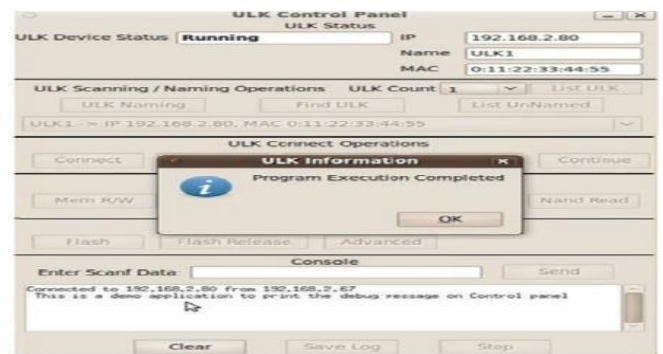 ULK Control Panel
ULK Status
ULK Device Status Running IP 192.168.2.80
Name ULK1
MAC 0:11:22:33:44:55
ULK Scanning / Naming Operations ULK Count 1 List ULK
ULK Naming Find ULK List UnNamed
ULK1 -> IP 192.168.2.80, MAC 0:11:22:33:44:55
ULK Connect Operations
Connect Continue
ULK Information
Program Execution Completed
OK
Mem R/W Nand Read
Flash Flash Release Advanced
Console
Enter Scanf Data Send
Connected to 192.168.2.80 from 192.168.2.67
This is a demo application to print the debug message on Control panel
Clear Save Log Stop